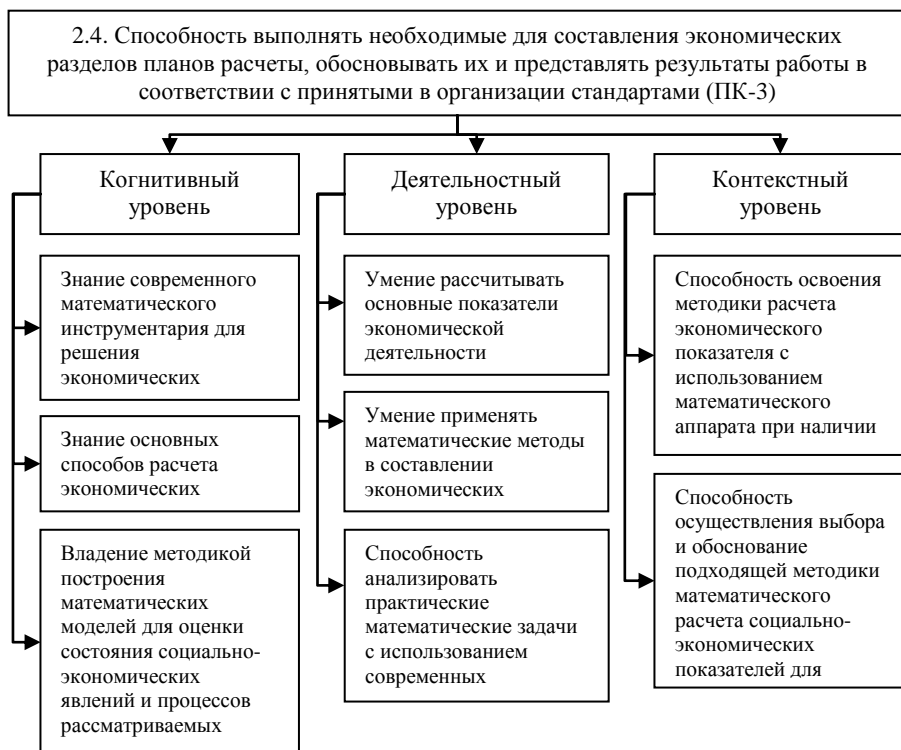 2.4. Способность выполнять необходимые для составления экономических
разделов планов расчеты, обосновывать их и представлять результаты работы в
соответствии с принятыми в организации стандартами (ПК-3)
Когнитивный
уровень
Знание современного
математического
инструментария для
решения
экономических
Знание основных
способов расчета
экономических
Владение методикой
построения
математических
моделей для оценки
состояния социально-
экономических
явлений и процессов
рассматриваемых
Деятельностный
уровень
Умение рассчитывать
основные показатели
экономической
деятельности
Умение применять
математические методы
в составлении
экономических
Способность
анализировать
практические
математические задачи
с использованием
современных
Контекстный
уровень
Способность освоения
методики расчета
экономического
показателя с
использованием
математического
аппарата при наличии
Способность
осуществления выбора
и обоснование
подходящей методики
математического
расчета социально-
экономических
показателей для